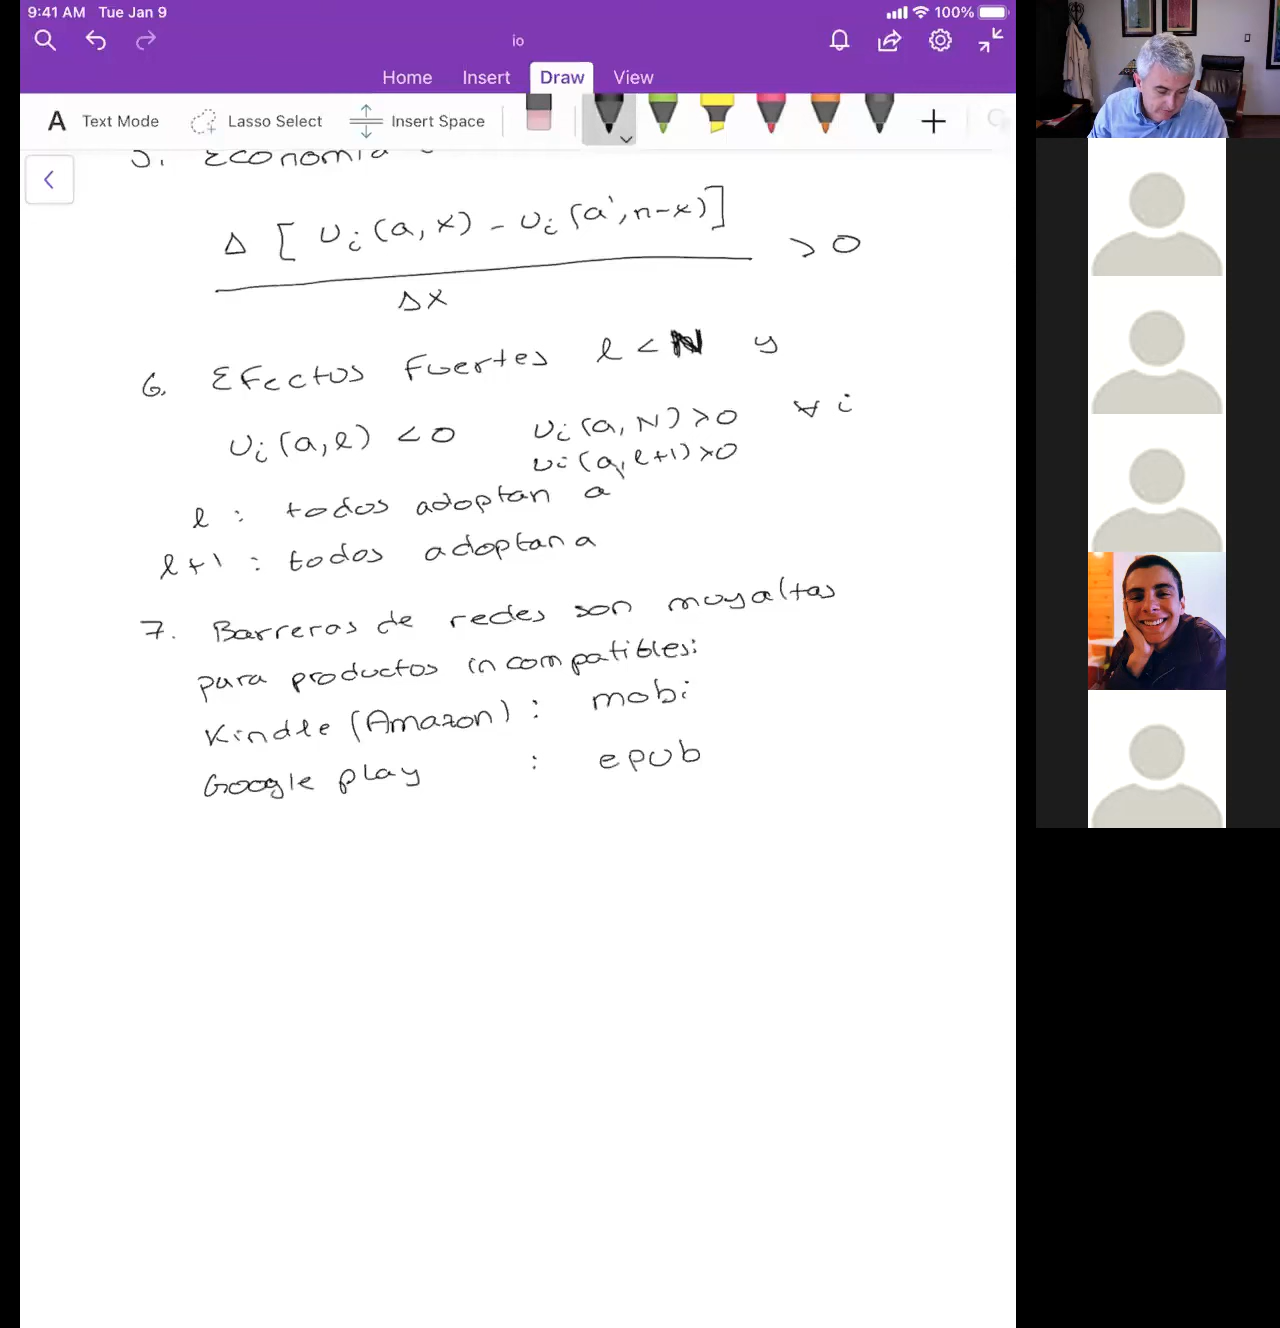 9:41 AM Tue Jan 9 100%
io
Home Insert Draw View
A Text Mode Lasso Select Insert Space
5. Economía
Δ [ Ui(a, x) - Ui(a', n-x) ]
> 0
Δx
6. Efectos Fuertes l < N y
Ui(a, l) < 0 Ui(a, N) > 0 ∀ i
Ui(a, l+1) > 0
l : todos adoptan a
l+1 : todos adoptan a
7. Barreras de redes son muy altas
para productos incompatibles:
Kindle (Amazon) : mobi
Google play : epub